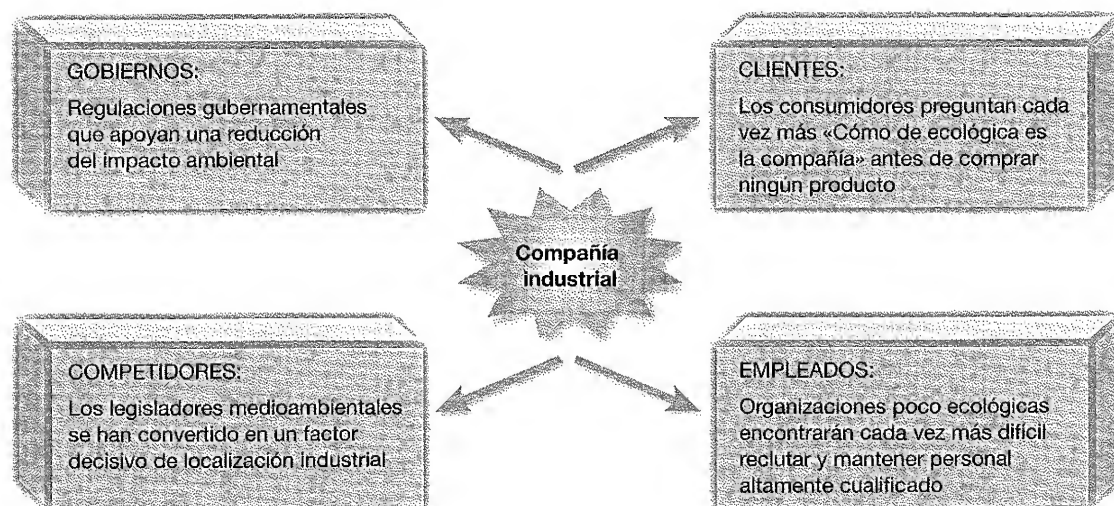 GOBIERNOS:
Regulaciones gubernamentales
que apoyan una reducción
del impacto ambiental
CLIENTES:
Los consumidores preguntan cada
vez más «Cómo de ecológica es
la compañía» antes de comprar
ningún producto
Compañía
industrial
COMPETIDORES:
Los legisladores medioambientales
se han convertido en un factor
decisivo de localización industrial
EMPLEADOS:
Organizaciones poco ecológicas
encontrarán cada vez más difícil
reclutar y mantener personal
altamente cualificado